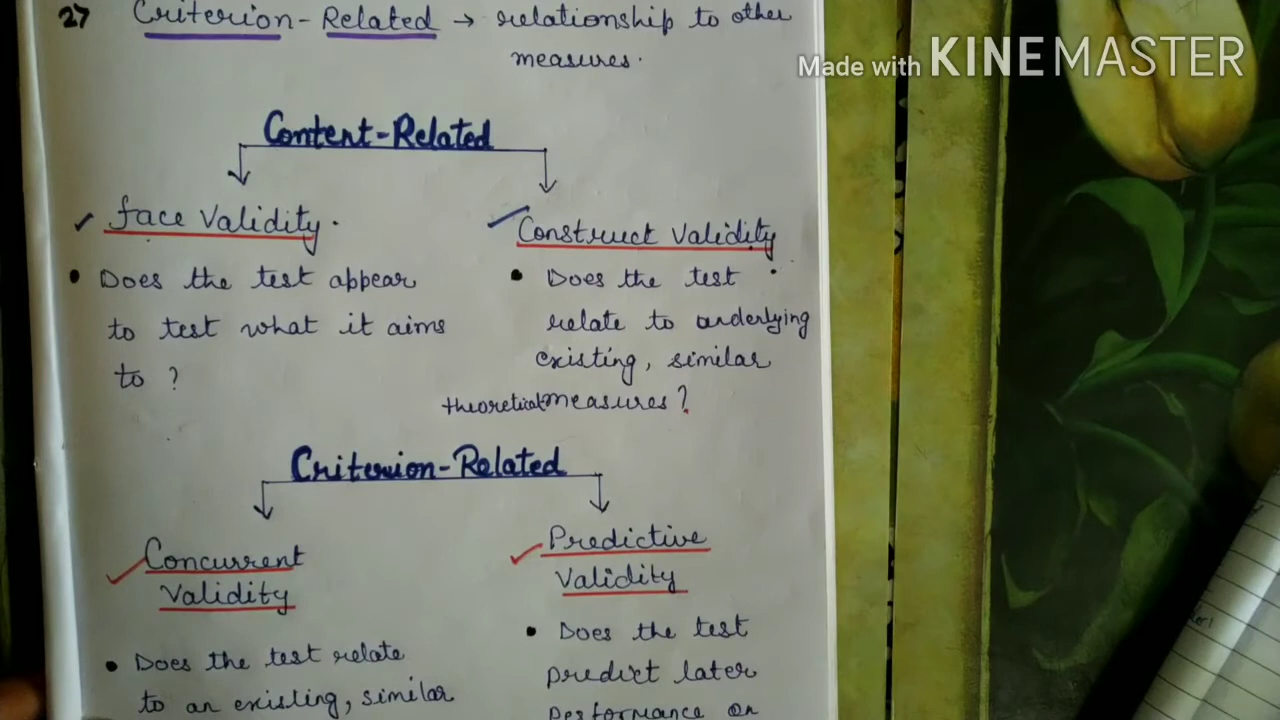 27 Criterion-Related → relationship to other
measures.
Made with KINEMASTER
Content-Related
✓ face validity.
• Does the test appear
to test what it aims
to ?
✓ Construct validity
• Does the test
relate to underlying
existing, similar
theoretical measures ?
Criterion-Related
✓ Concurrent
validity
• Does the test relate
to an existing, similar
✓ Predictive
validity
• Does the test
predict later
performance on